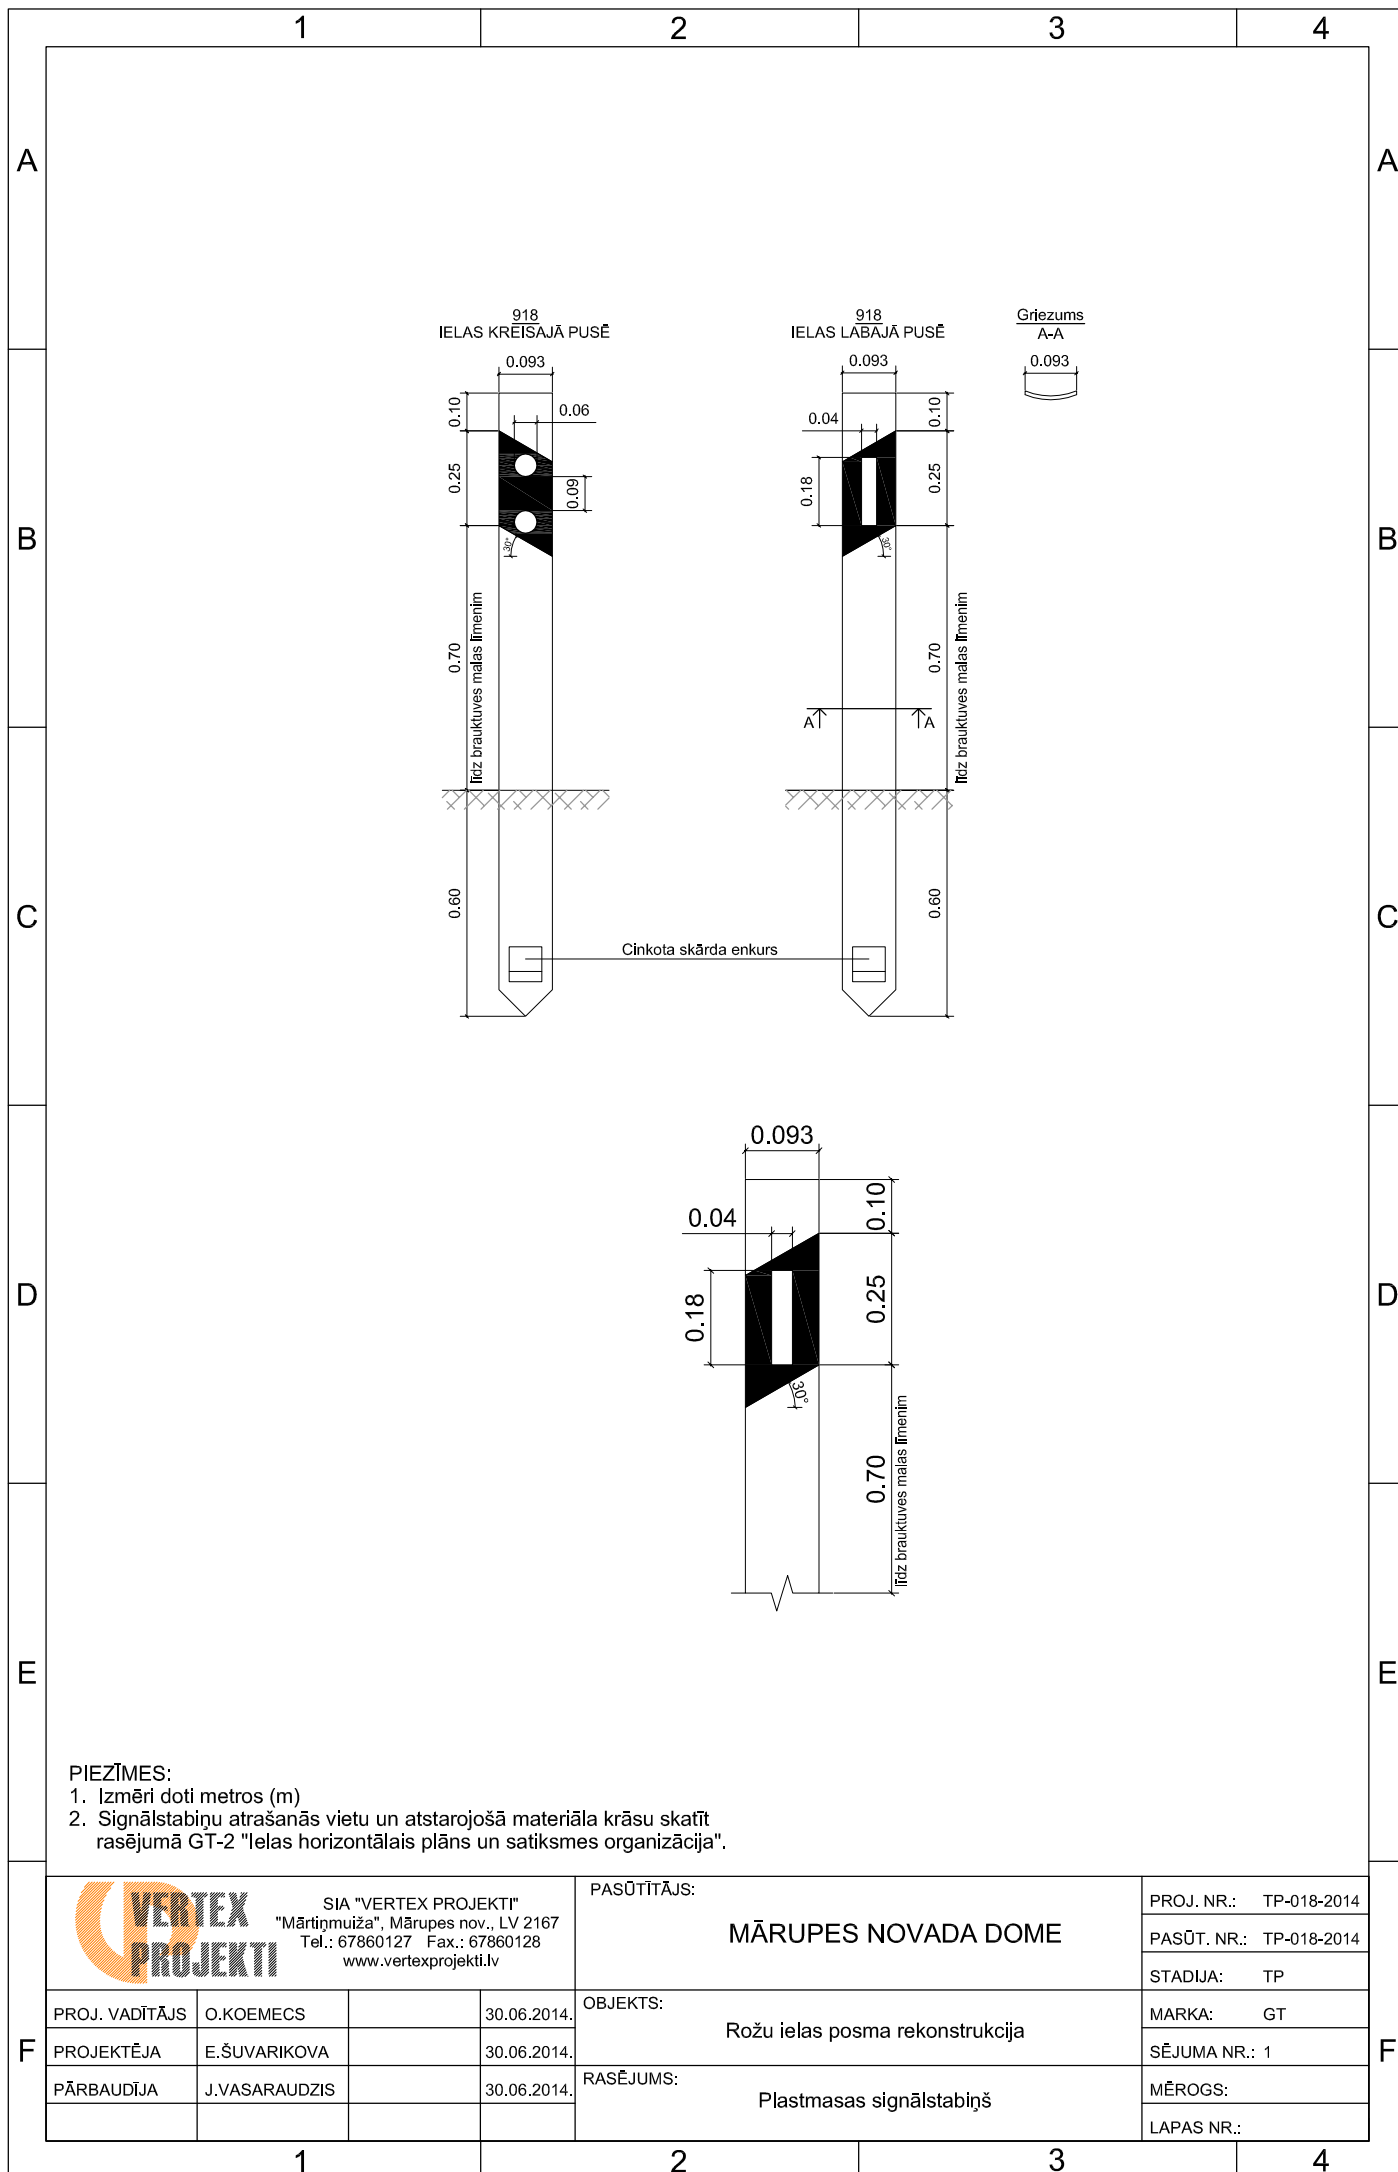 1 2 3 4
A A
B B
C C
D D
E E
F F
918
IELAS KREISAJĀ PUSĒ
0.093
0.10
0.06
0.25
0.09
30°
0.70
līdz brauktuves malas līmenim
0.60
918
IELAS LABAJĀ PUSĒ
0.093
0.10
0.04
0.25
0.18
30°
0.70
līdz brauktuves malas līmenim
A A
0.60
Griezums
A-A
0.093
Cinkota skārda enkurs
0.093
0.10
0.04
0.25
0.18
30°
0.70
līdz brauktuves malas līmenim
PIEZĪMES:
1. Izmēri doti metros (m)
2. Signālstabiņu atrašanās vietu un atstarojošā materiāla krāsu skatīt
rasējumā GT-2 "Ielas horizontālais plāns un satiksmes organizācija".
VERTEX
PROJEKTI
SIA "VERTEX PROJEKTI"
"Mārtiņmuiža", Mārupes nov., LV 2167
Tel.: 67860127 Fax.: 67860128
www.vertexprojekti.lv
PASŪTĪTĀJS:
MĀRUPES NOVADA DOME
PROJ. NR.: TP-018-2014
PASŪT. NR.: TP-018-2014
STADIJA: TP
PROJ. VADĪTĀJS O.KOEMECS 30.06.2014.
PROJEKTĒJA E.ŠUVARIKOVA 30.06.2014.
PĀRBAUDĪJA J.VASARAUDZIS 30.06.2014.
OBJEKTS:
Rožu ielas posma rekonstrukcija
RASĒJUMS:
Plastmasas signālstabiņš
MARKA: GT
SĒJUMA NR.: 1
MĒROGS:
LAPAS NR.:
1 2 3 4